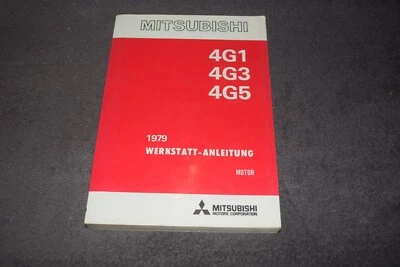 MITSUBISHI
4G1
4G3
4G5
1979
WERKSTATT-ANLEITUNG
MOTOR
MITSUBISHI
MOTORS CORPORATION